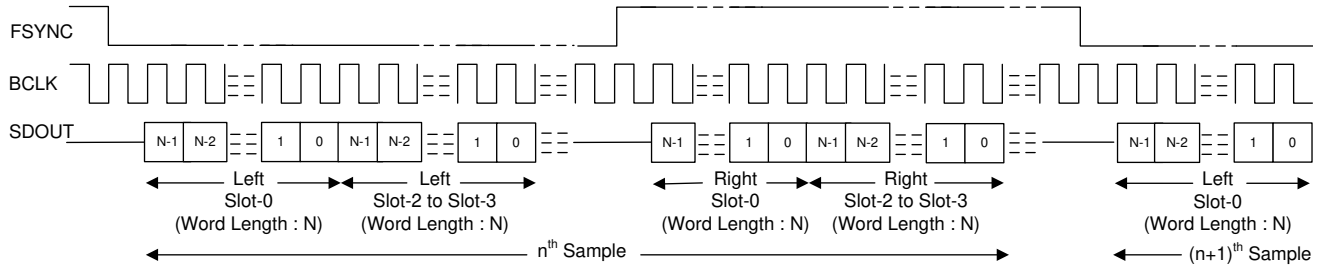 FSYNC
BCLK
SDOUT N-1 N-2 1 0 N-1 N-2 1 0 N-1 1 0 N-1 N-2 1 0 N-1 N-2 1 0
Left Left Right Right Left
Slot-0 Slot-2 to Slot-3 Slot-0 Slot-2 to Slot-3 Slot-0
(Word Length : N) (Word Length : N) (Word Length : N) (Word Length : N) (Word Length : N)
nth Sample (n+1)th Sample